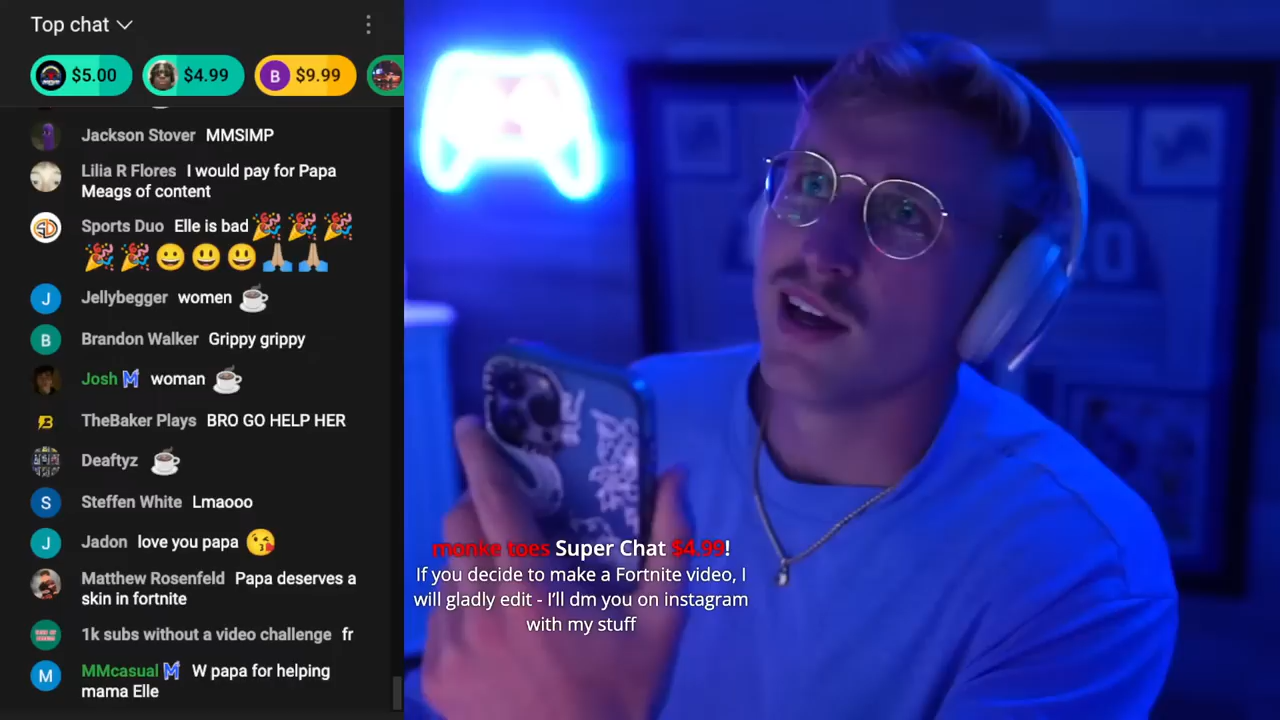 Top chat
$5.00 $4.99 B $9.99
Jackson Stover MMSIMP
Lilia R Flores I would pay for Papa
Meags of content
SD Sports Duo Elle is bad🎉🎉🎉
🎉🎉😃😃😃🙏🏼🙏🏼
J Jellybegger women ☕
B Brandon Walker Grippy grippy
Josh M woman ☕
B TheBaker Plays BRO GO HELP HER
Deaftyz ☕
S Steffen White Lmaooo
J Jadon love you papa 😘
Matthew Rosenfeld Papa deserves a
skin in fortnite
1k subs without a video challenge fr
M MMcasual M W papa for helping
mama Elle
monke toes Super Chat $4.99!
If you decide to make a Fortnite video, I
will gladly edit - I'll dm you on instagram
with my stuff